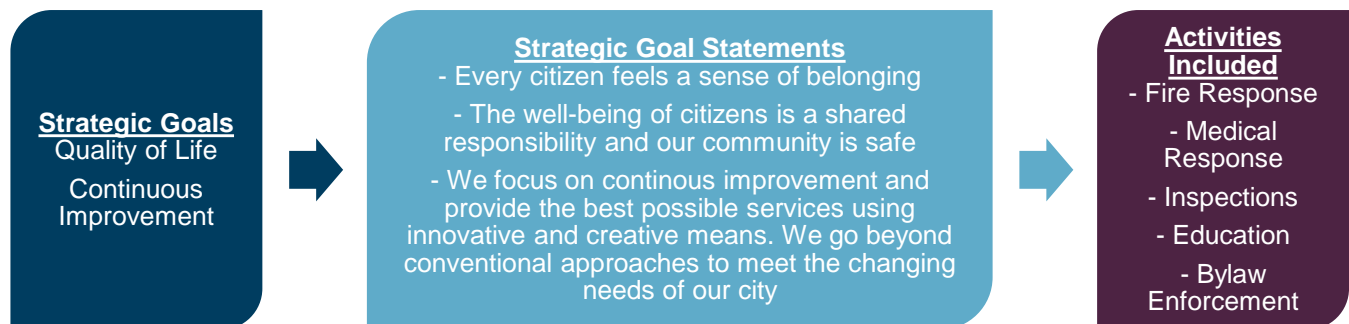 Strategic Goals
Quality of Life
Continuous
Improvement
Strategic Goal Statements
- Every citizen feels a sense of belonging
- The well-being of citizens is a shared
responsibility and our community is safe
- We focus on continous improvement and
provide the best possible services using
innovative and creative means. We go beyond
conventional approaches to meet the changing
needs of our city
Activities
Included
- Fire Response
- Medical
Response
- Inspections
- Education
- Bylaw
Enforcement